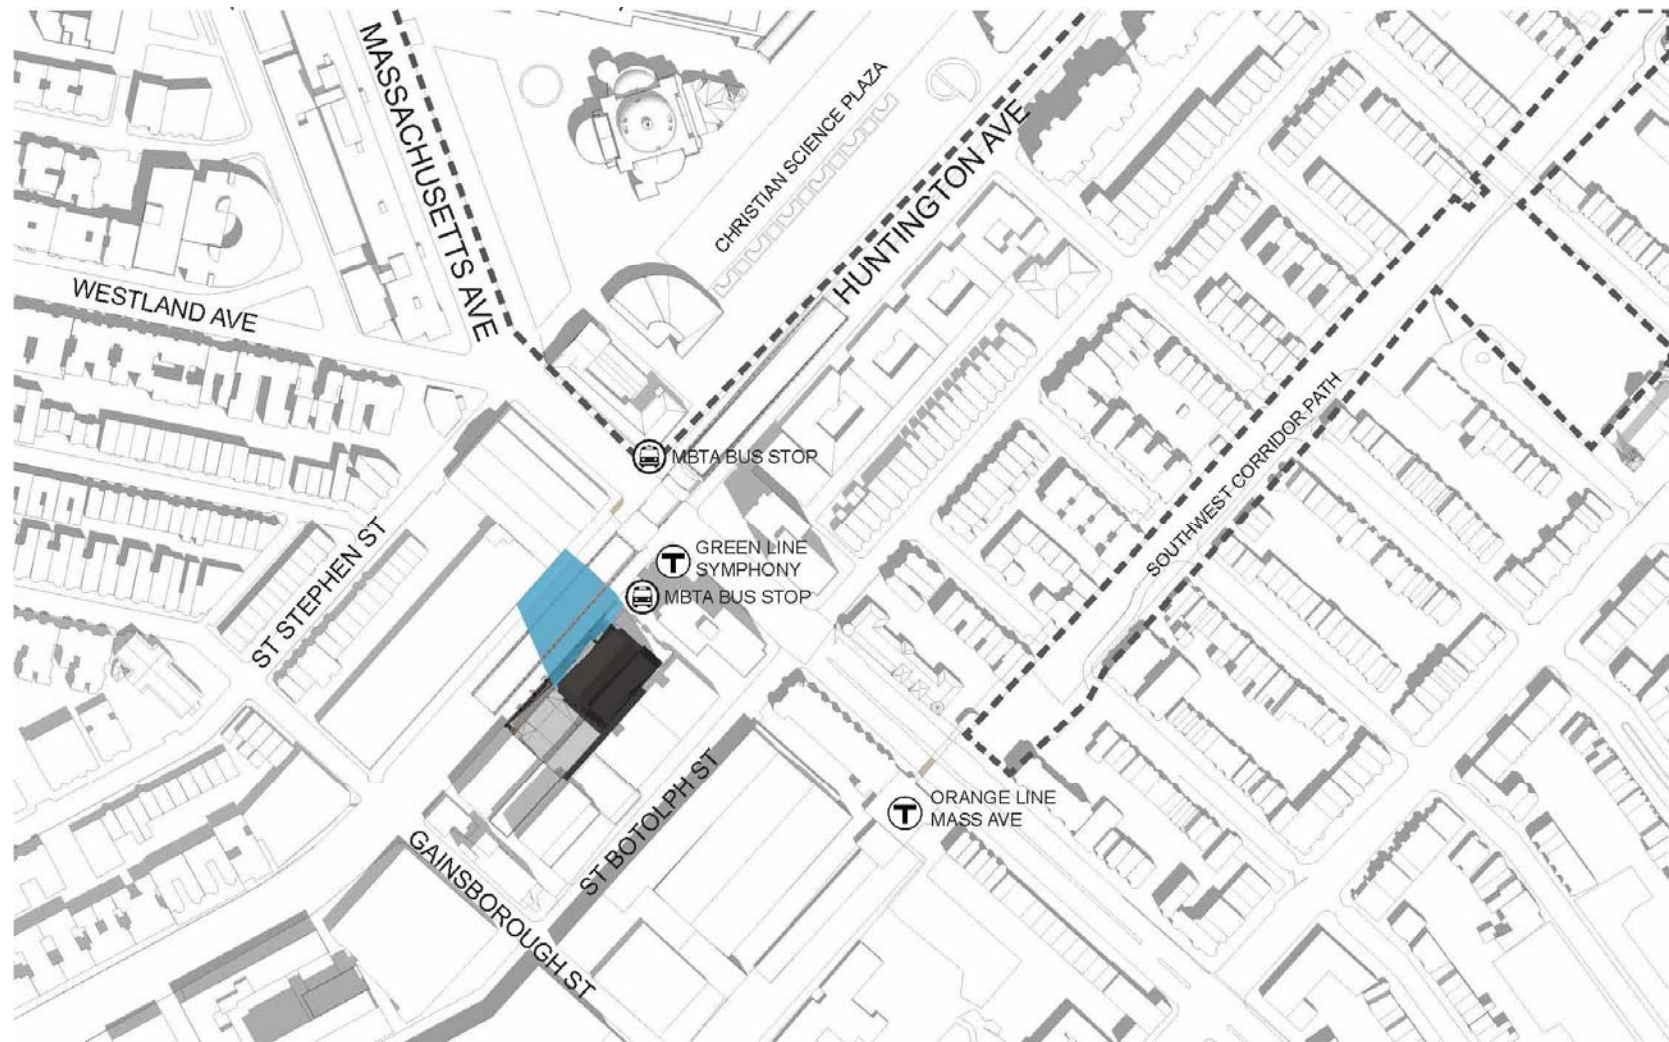 MASSACHUSETTS AVE
CHRISTIAN SCIENCE PLAZA
HUNTINGTON AVE
WESTLAND AVE
MBTA BUS STOP
SOUTHWEST CORRIDOR PATH
GREEN LINE
SYMPHONY
T
MBTA BUS STOP
ST STEPHEN ST
ORANGE LINE
MASS AVE
T
ST BOTOLPH ST
GAINSBOROUGH ST